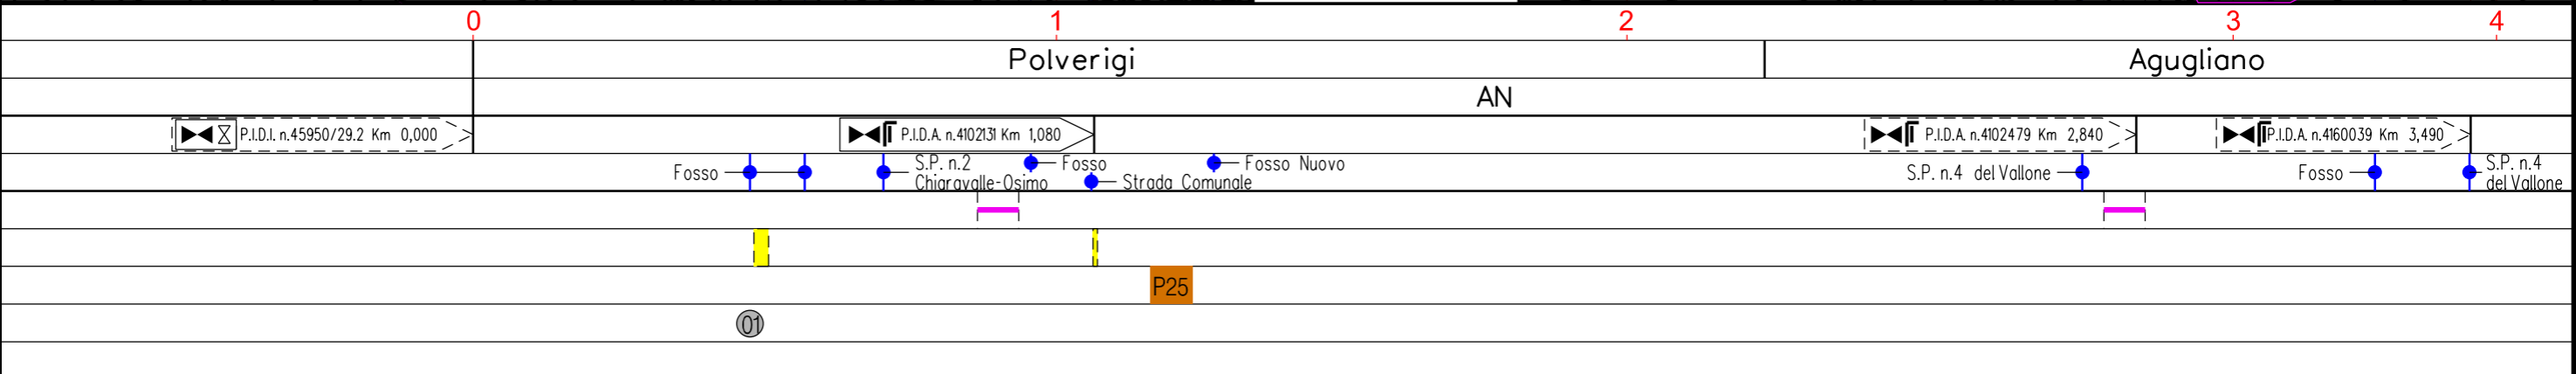 0 1 2 3 4
Polverigi Agugliano
AN
P.I.D.I. n.45950/29.2 Km 0,000 P.I.D.A. n.4102131 Km 1,080 P.I.D.A. n.4102479 Km 2,840 P.I.D.A. n.4160039 Km 3,490
Fosso
S.P. n.2
Chiaravalle-Osimo
Fosso
Strada Comunale
Fosso Nuovo
S.P. n.4 del Vallone
Fosso
S.P. n.4
del Vallone
P25
01